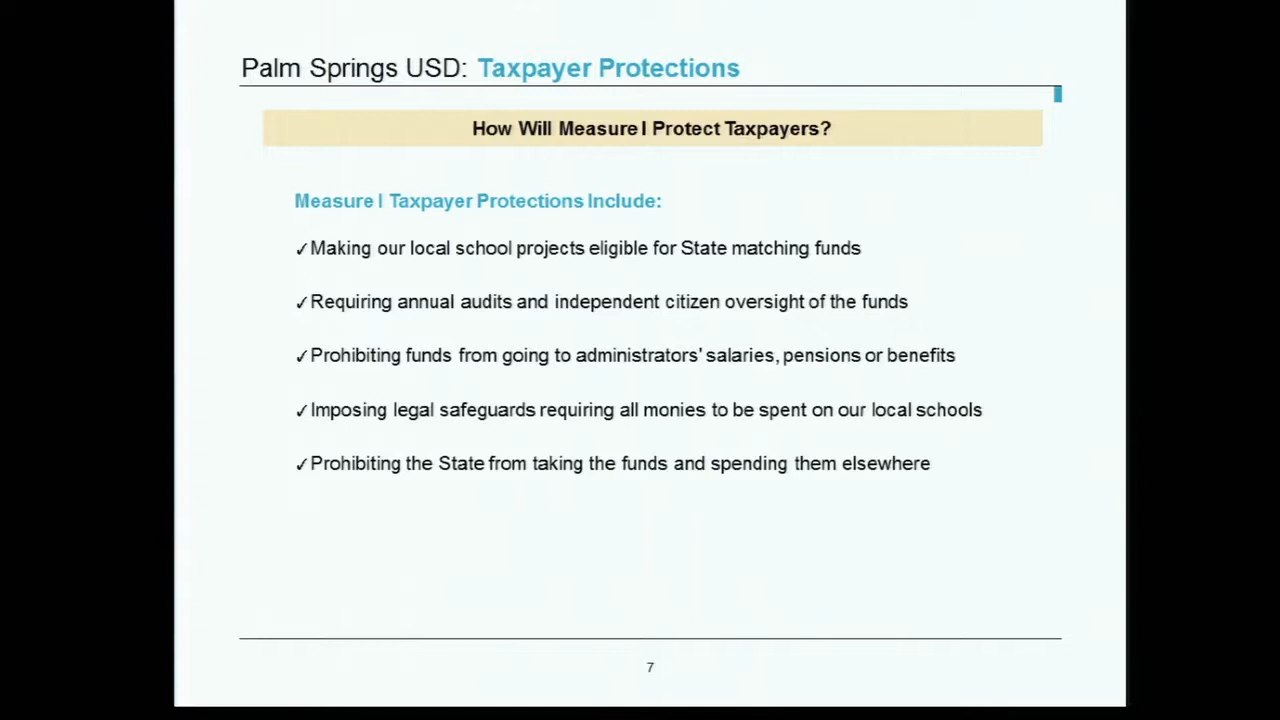 Palm Springs USD: Taxpayer Protections
How Will Measure I Protect Taxpayers?
Measure I Taxpayer Protections Include:
✓Making our local school projects eligible for State matching funds
✓Requiring annual audits and independent citizen oversight of the funds
✓Prohibiting funds from going to administrators' salaries, pensions or benefits
✓Imposing legal safeguards requiring all monies to be spent on our local schools
✓Prohibiting the State from taking the funds and spending them elsewhere
7